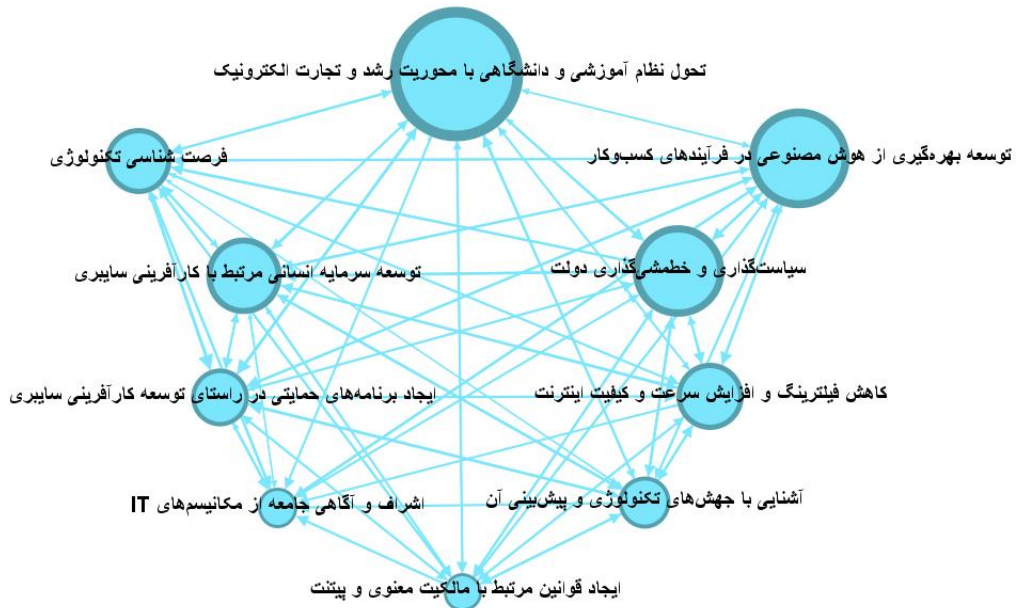 تحول نظام آموزشی و دانشگاهی با محوریت رشد و تجارت الکترونیک
فرصت شناسی تکنولوژی
توسعه بهره‌گیری از هوش مصنوعی در فرآیندهای کسب‌وکار
توسعه سرمایه انسانی مرتبط با کارآفرینی سایبری
سیاست‌گذاری و خطمشی‌گذاری دولت
ایجاد برنامه‌های حمایتی در راستای توسعه کارآفرینی سایبری
کاهش فیلترینگ و افزایش سرعت و کیفیت اینترنت
اشراف و آگاهی جامعه از مکانیسم‌های IT
آشنایی با جهش‌های تکنولوژی و پیش‌بینی آن
ایجاد قوانین مرتبط با مالکیت معنوی و پیتنت